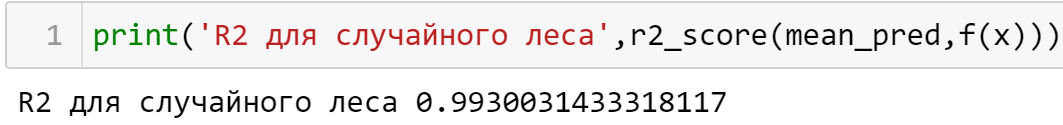 1 print('R2 для случайного леса',r2_score(mean_pred,f(x)))
R2 для случайного леса 0.9930031433318117